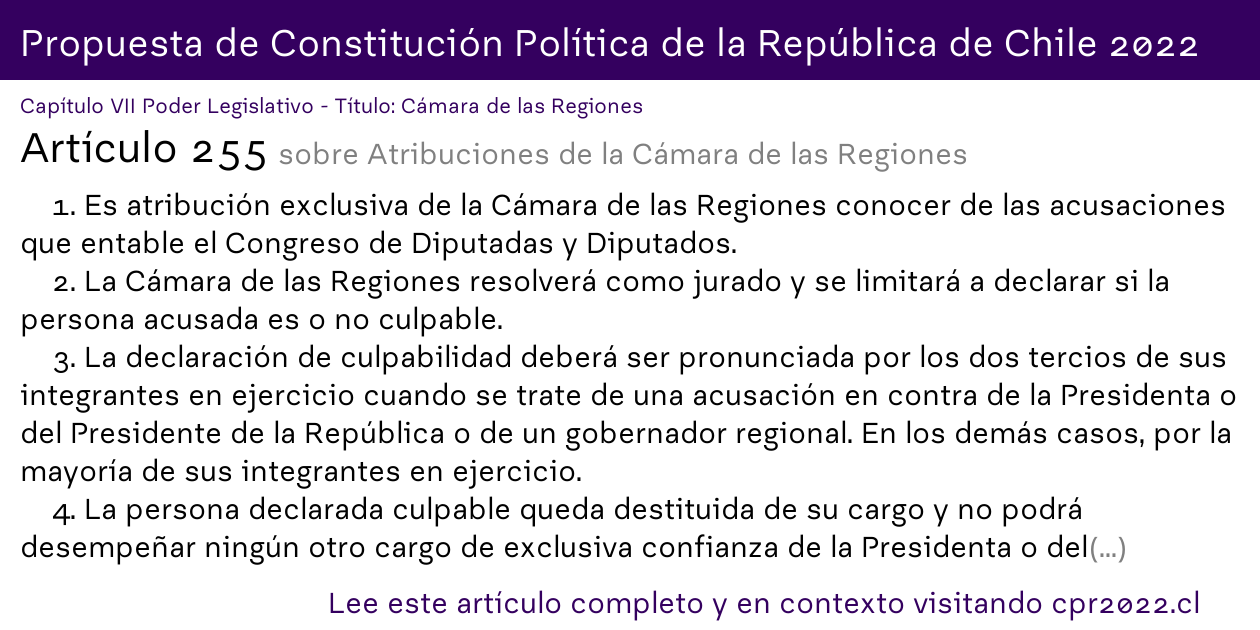 Propuesta de Constitución Política de la República de Chile 2022
Capítulo VII Poder Legislativo - Título: Cámara de las Regiones
Artículo 255 sobre Atribuciones de la Cámara de las Regiones
1. Es atribución exclusiva de la Cámara de las Regiones conocer de las acusaciones
que entable el Congreso de Diputadas y Diputados.
2. La Cámara de las Regiones resolverá como jurado y se limitará a declarar si la
persona acusada es o no culpable.
3. La declaración de culpabilidad deberá ser pronunciada por los dos tercios de sus
integrantes en ejercicio cuando se trate de una acusación en contra de la Presidenta o
del Presidente de la República o de un gobernador regional. En los demás casos, por la
mayoría de sus integrantes en ejercicio.
4. La persona declarada culpable queda destituida de su cargo y no podrá
desempeñar ningún otro cargo de exclusiva confianza de la Presidenta o del(...)
Lee este artículo completo y en contexto visitando cpr2022.cl